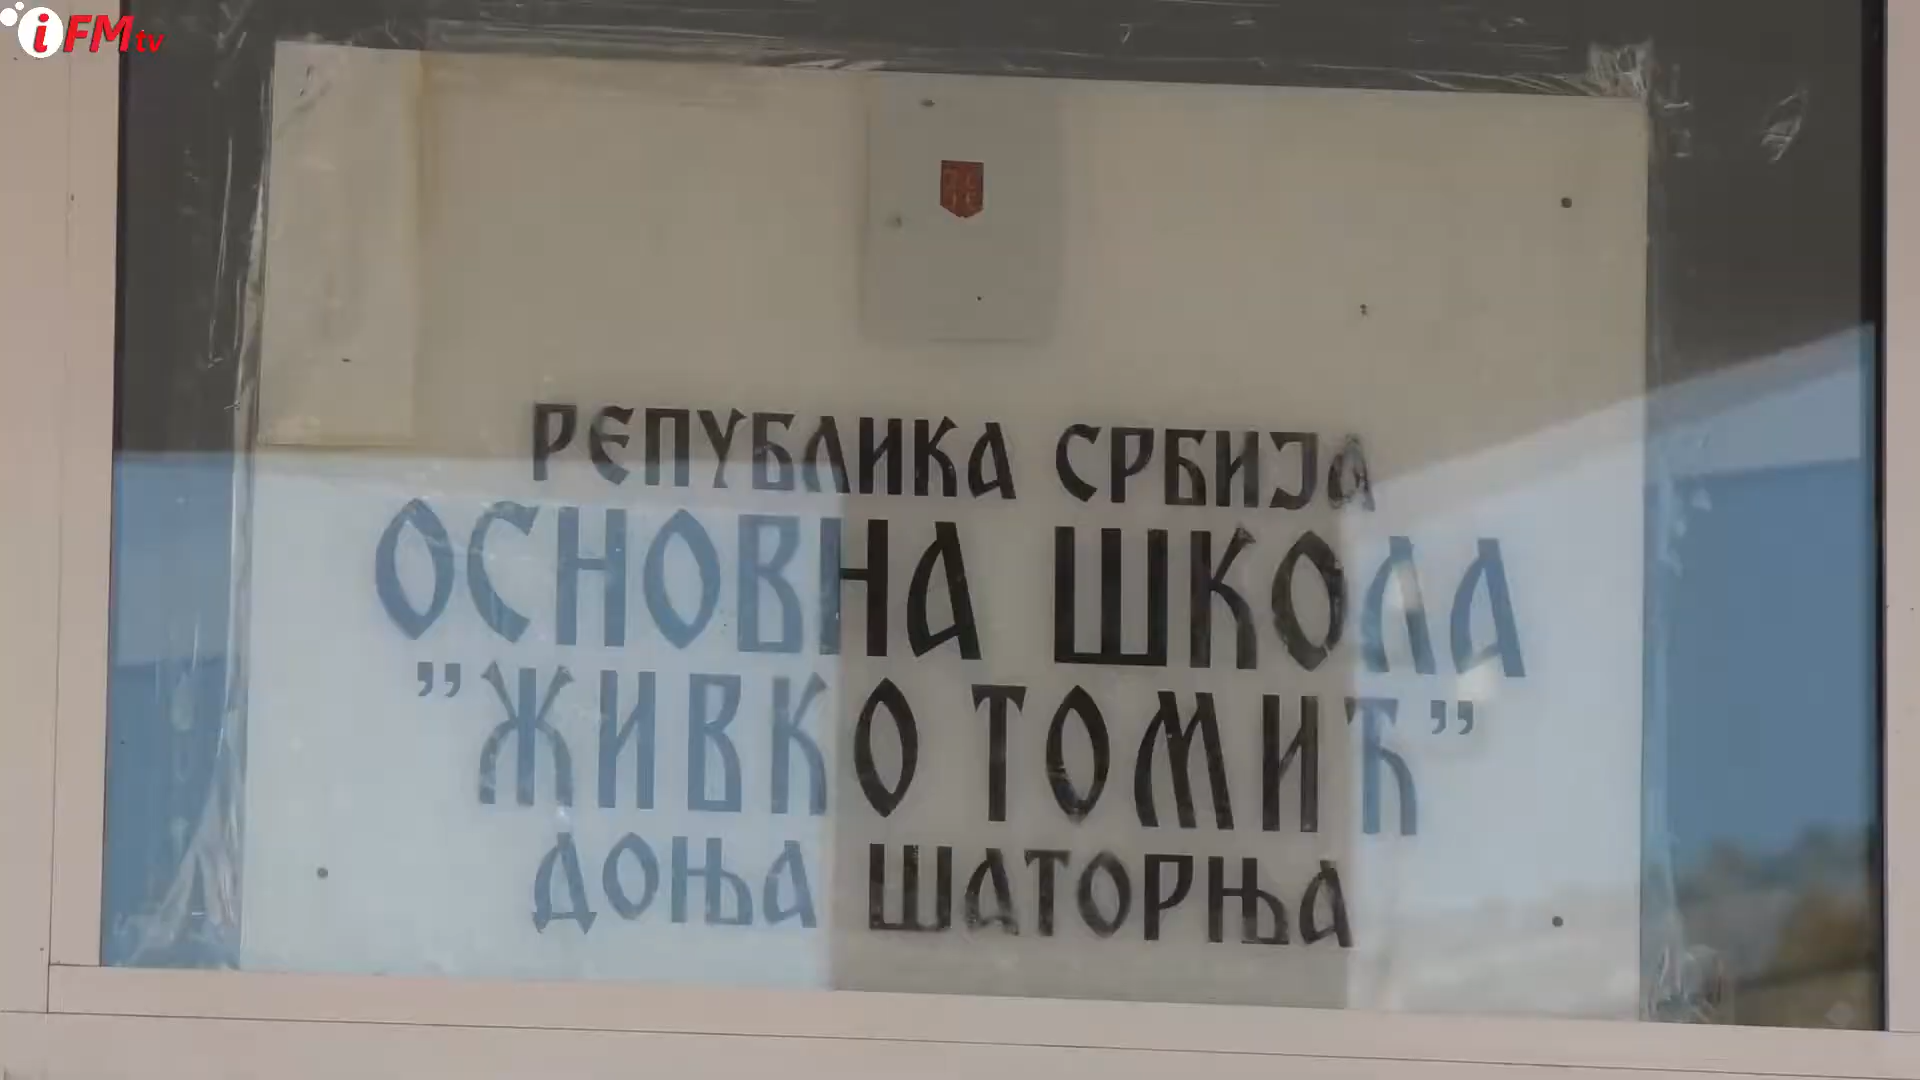 iFMtv
РЕПУБЛИКА СРБИЈА
ОСНОВНА ШКОЛА
”ЖИВКО ТОМИЋ”
ДОЊА ШАТОРЊА